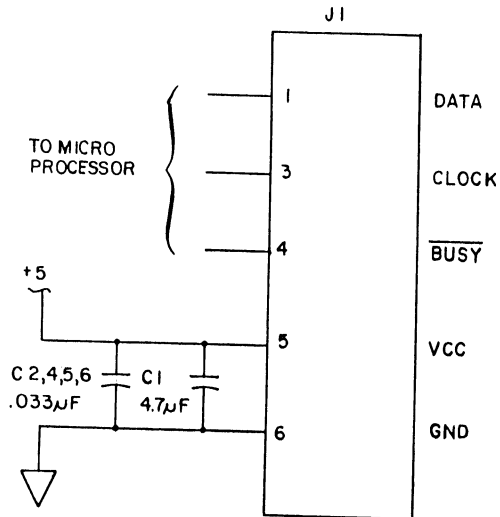 J1
1 DATA
TO MICRO
PROCESSOR
3 CLOCK
4 BUSY
+5
5 VCC
C2,4,5,6 C1
.033µF 4.7µF
6 GND